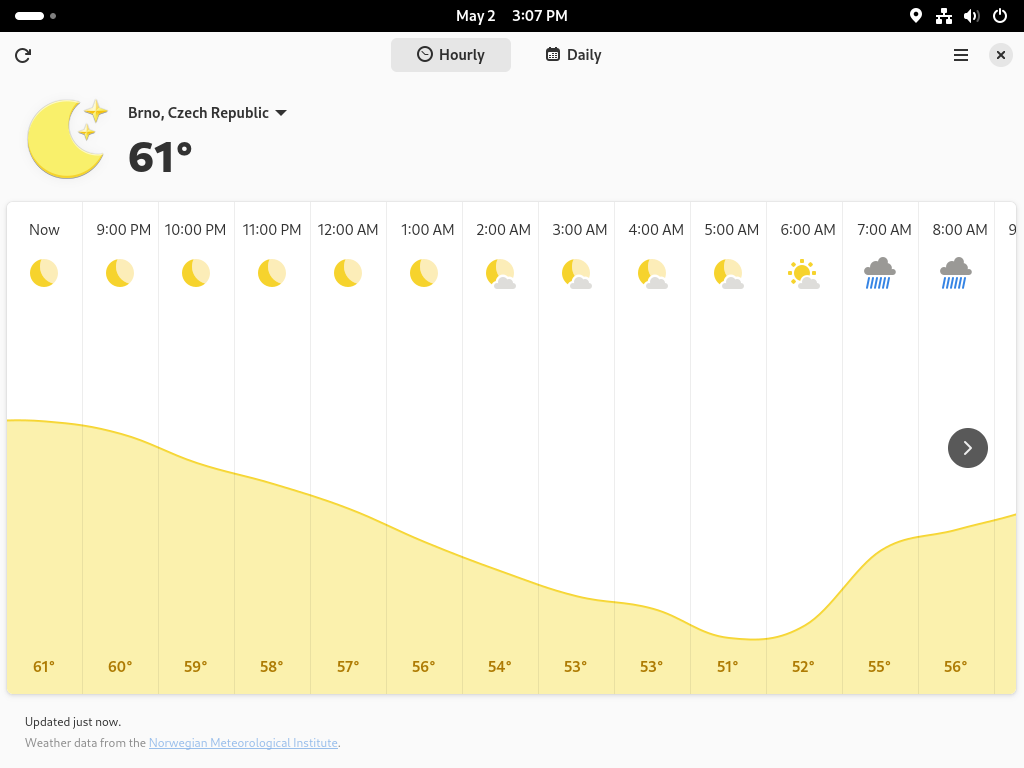 May 2 3:07 PM
Hourly Daily
Brno, Czech Republic
61°
Now 9:00 PM 10:00 PM 11:00 PM 12:00 AM 1:00 AM 2:00 AM 3:00 AM 4:00 AM 5:00 AM 6:00 AM 7:00 AM 8:00 AM 9
61° 60° 59° 58° 57° 56° 54° 53° 53° 51° 52° 55° 56°
Updated just now.
Weather data from the Norwegian Meteorological Institute.